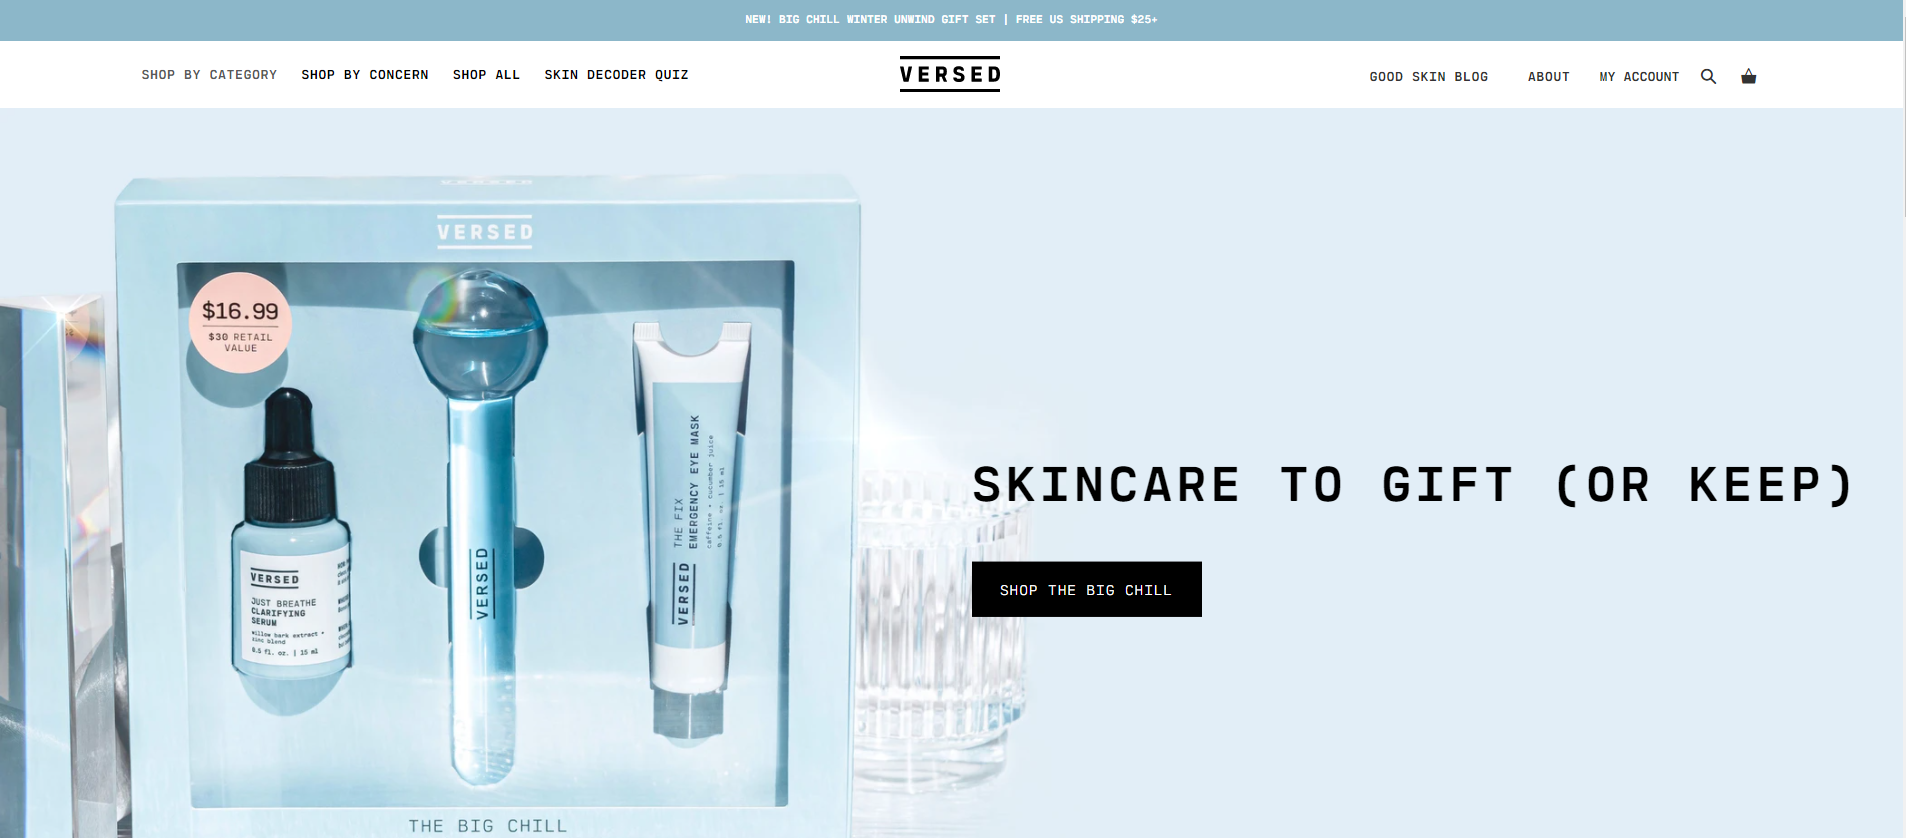 NEW! BIG CHILL WINTER UNWIND GIFT SET | FREE US SHIPPING $25+
SHOP BY CATEGORY SHOP BY CONCERN SHOP ALL SKIN DECODER QUIZ
VERSED
GOOD SKIN BLOG ABOUT MY ACCOUNT
VERSED
VERSED
$16.99
$30 RETAIL
VALUE
VERSED
JUST BREATHE
CLARIFYING
SERUM
willow bark extract +
zinc blend
0.5 fl. oz. | 15 ml
VERSED
THE FIX
EMERGENCY EYE MASK
caffeine + cucumber juice
0.5 fl. oz. | 15 ml
VERSED
THE BIG CHILL
SKINCARE TO GIFT (OR KEEP)
SHOP THE BIG CHILL